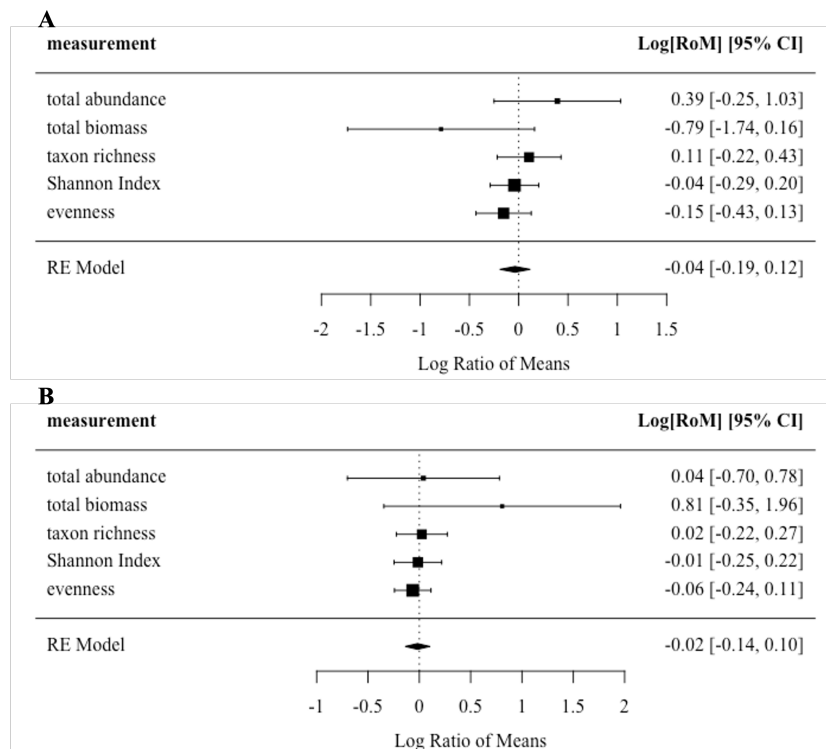 A
measurement Log[RoM] [95% CI]
total abundance 0.39 [-0.25, 1.03]
total biomass -0.79 [-1.74, 0.16]
taxon richness 0.11 [-0.22, 0.43]
Shannon Index -0.04 [-0.29, 0.20]
evenness -0.15 [-0.43, 0.13]
RE Model -0.04 [-0.19, 0.12]
-2 -1.5 -1 -0.5 0 0.5 1 1.5
Log Ratio of Means
B
measurement Log[RoM] [95% CI]
total abundance 0.04 [-0.70, 0.78]
total biomass 0.81 [-0.35, 1.96]
taxon richness 0.02 [-0.22, 0.27]
Shannon Index -0.01 [-0.25, 0.22]
evenness -0.06 [-0.24, 0.11]
RE Model -0.02 [-0.14, 0.10]
-1 -0.5 0 0.5 1 1.5 2
Log Ratio of Means